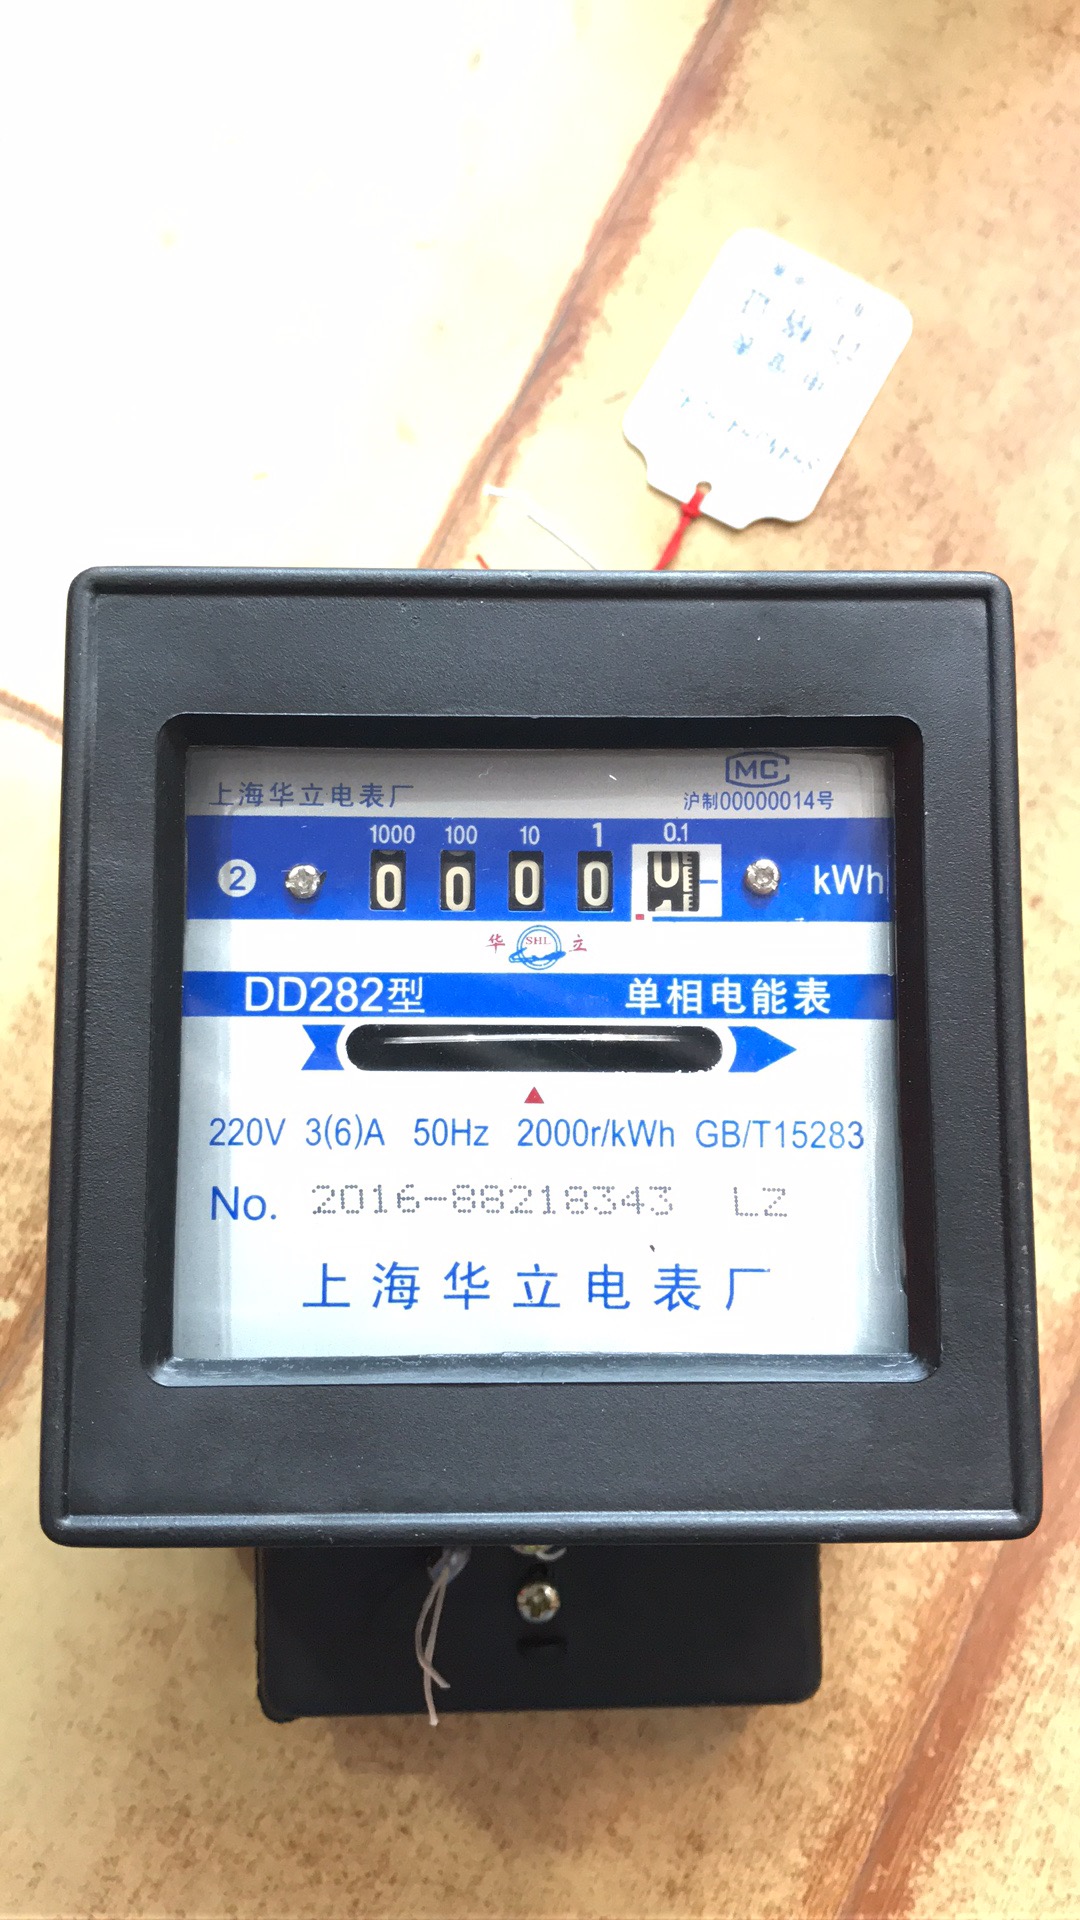 上海华立电表厂
MC
沪制00000014号
1000 100 10 1 0.1
② 0 0 0 0 0 kWh
华 SHL 立
DD282型 单相电能表
220V 3(6)A 50Hz 2000r/kWh GB/T15283
No. 2016-88218343 LZ
上海华立电表厂